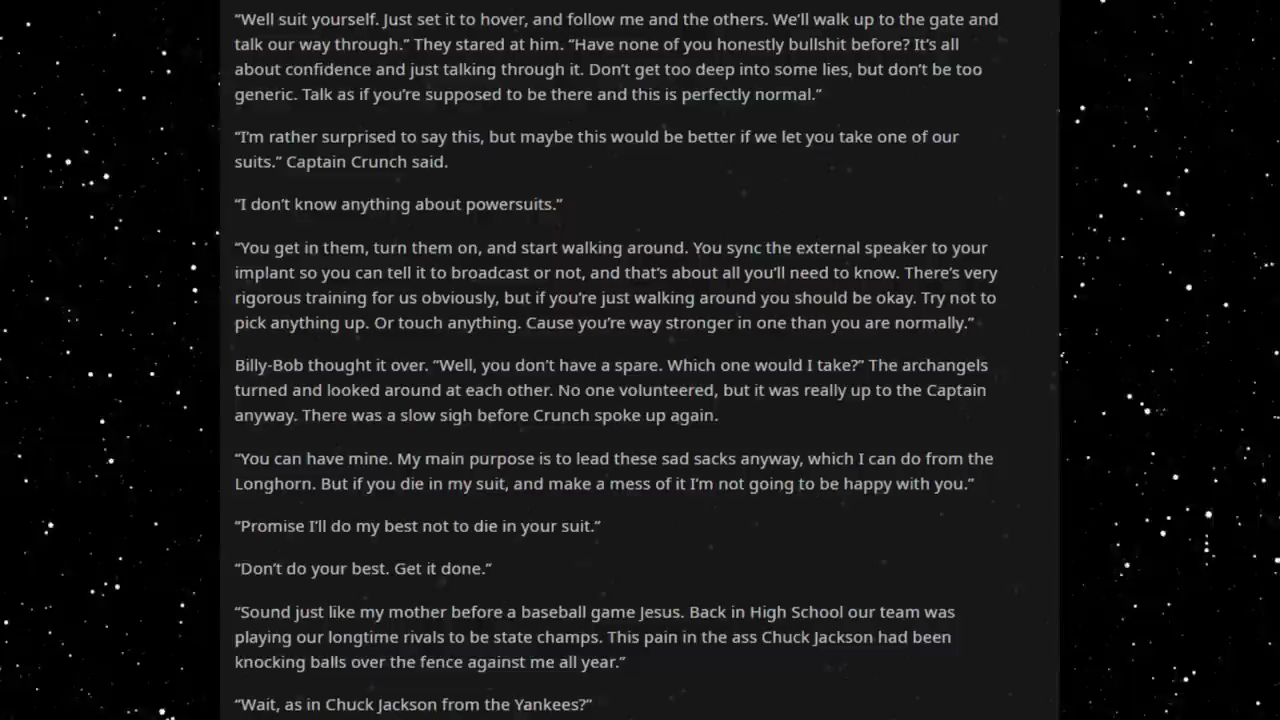 “Well suit yourself. Just set it to hover, and follow me and the others. We’ll walk up to the gate and
talk our way through.” They stared at him. “Have none of you honestly bullshit before? It’s all
about confidence and just talking through it. Don’t get too deep into some lies, but don’t be too
generic. Talk as if you’re supposed to be there and this is perfectly normal.”
“I’m rather surprised to say this, but maybe this would be better if we let you take one of our
suits.” Captain Crunch said.
“I don’t know anything about powersuits.”
“You get in them, turn them on, and start walking around. You sync the external speaker to your
implant so you can tell it to broadcast or not, and that’s about all you’ll need to know. There’s very
rigorous training for us obviously, but if you’re just walking around you should be okay. Try not to
pick anything up. Or touch anything. Cause you’re way stronger in one than you are normally.”
Billy-Bob thought it over. “Well, you don’t have a spare. Which one would I take?” The archangels
turned and looked around at each other. No one volunteered, but it was really up to the Captain
anyway. There was a slow sigh before Crunch spoke up again.
“You can have mine. My main purpose is to lead these sad sacks anyway, which I can do from the
Longhorn. But if you die in my suit, and make a mess of it I’m not going to be happy with you.”
“Promise I’ll do my best not to die in your suit.”
“Don’t do your best. Get it done.”
“Sound just like my mother before a baseball game Jesus. Back in High School our team was
playing our longtime rivals to be state champs. This pain in the ass Chuck Jackson had been
knocking balls over the fence against me all year.”
“Wait, as in Chuck Jackson from the Yankees?”